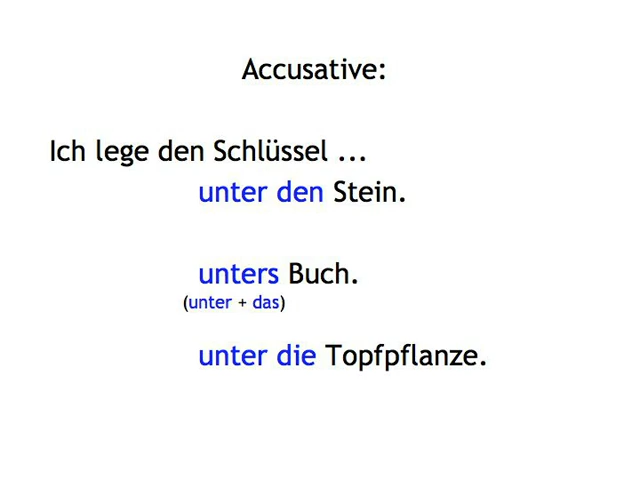 Accusative:
Ich lege den Schlüssel ...
unter den Stein.
unters Buch.
(unter + das)
unter die Topfpflanze.